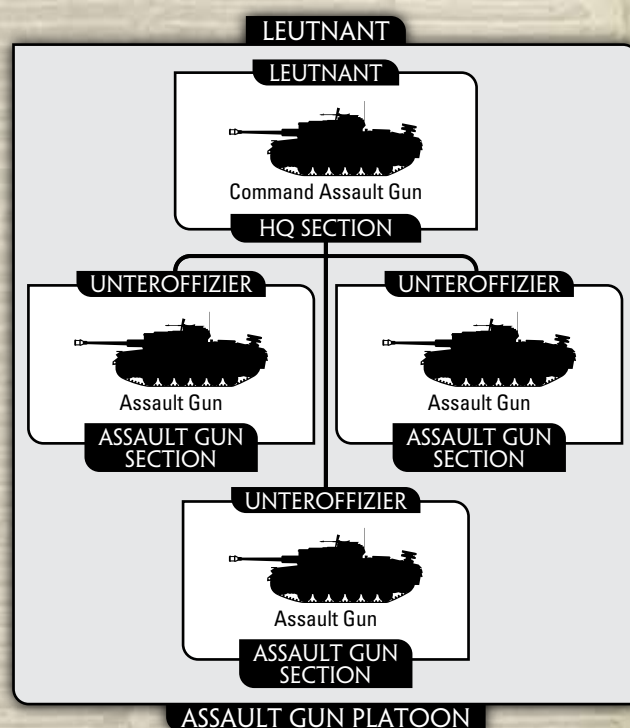 LEUTNANT
LEUTNANT
Command Assault Gun
HQ SECTION
UNTEROFFIZIER
Assault Gun
ASSAULT GUN
SECTION
UNTEROFFIZIER
Assault Gun
ASSAULT GUN
SECTION
UNTEROFFIZIER
Assault Gun
ASSAULT GUN
SECTION
ASSAULT GUN PLATOON